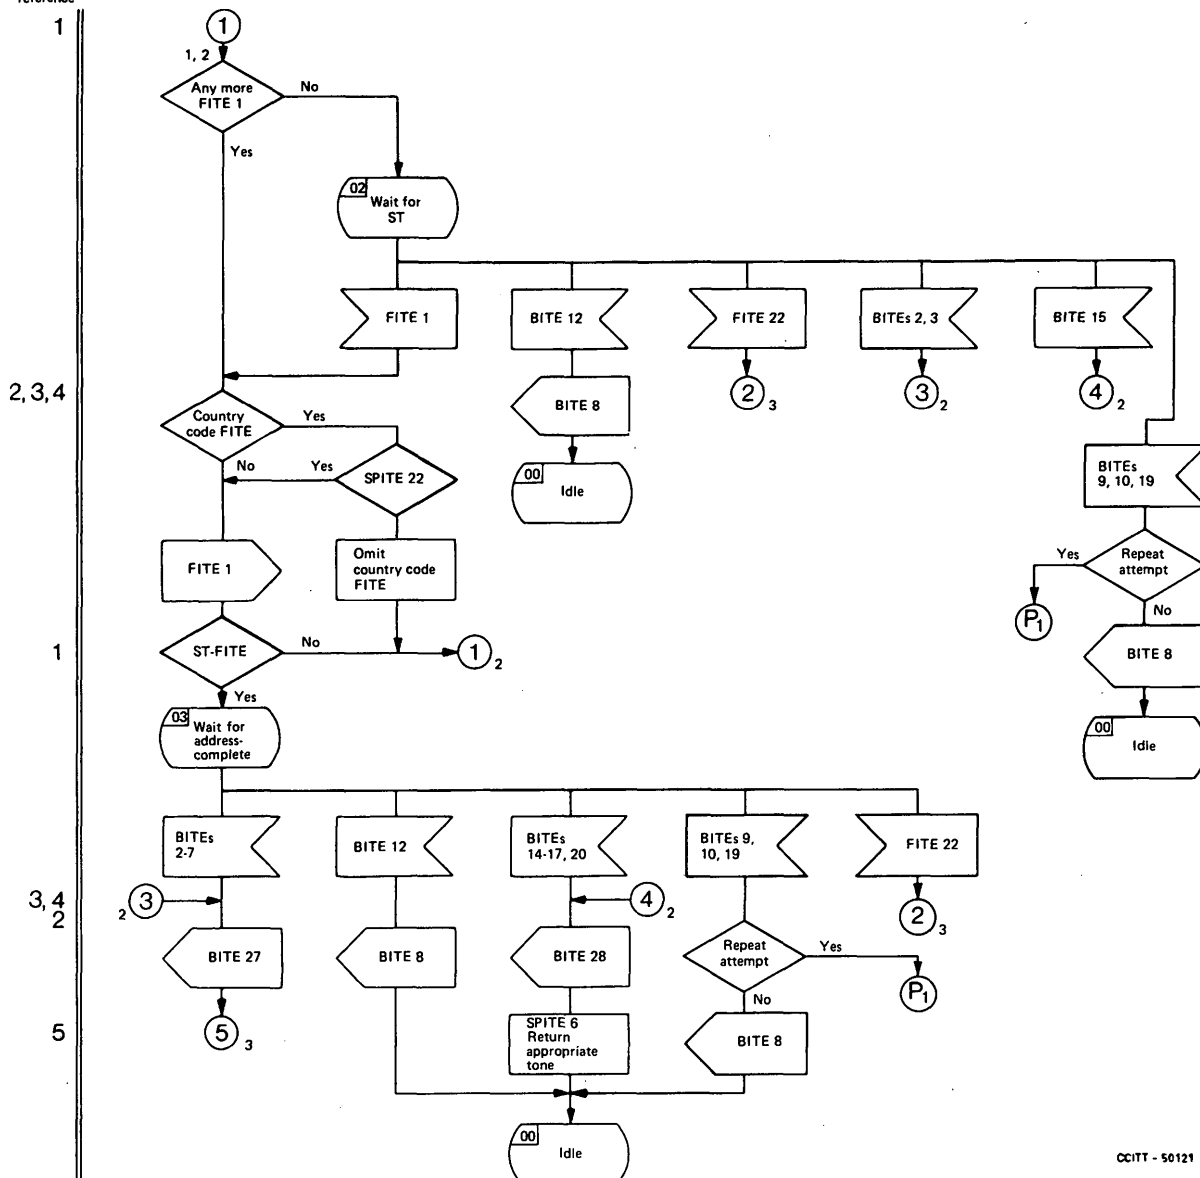 reference
1
1
1, 2
Any more
FITE 1
No
Yes
02
Wait for
ST
FITE 1
BITE 12
FITE 22
BITEs 2, 3
BITE 15
2, 3, 4
2 3
3 2
4 2
Country
code FITE
Yes
BITE 8
No
Yes
SPITE 22
BITEs
9, 10, 19
00
Idle
FITE 1
Omit
country code
FITE
Yes
Repeat
attempt
P1
No
1
ST-FITE
No
1 2
BITE 8
Yes
03
Wait for
address-
complete
00
Idle
BITEs
2-7
BITE 12
BITEs
14-17, 20
BITEs 9,
10, 19
FITE 22
3, 4
2
2 3
4 2
2 3
BITE 27
BITE 8
BITE 28
Repeat
attempt
Yes
P1
No
5
5 3
SPITE 6
Return
appropriate
tone
BITE 8
00
Idle
CCITT - 50121